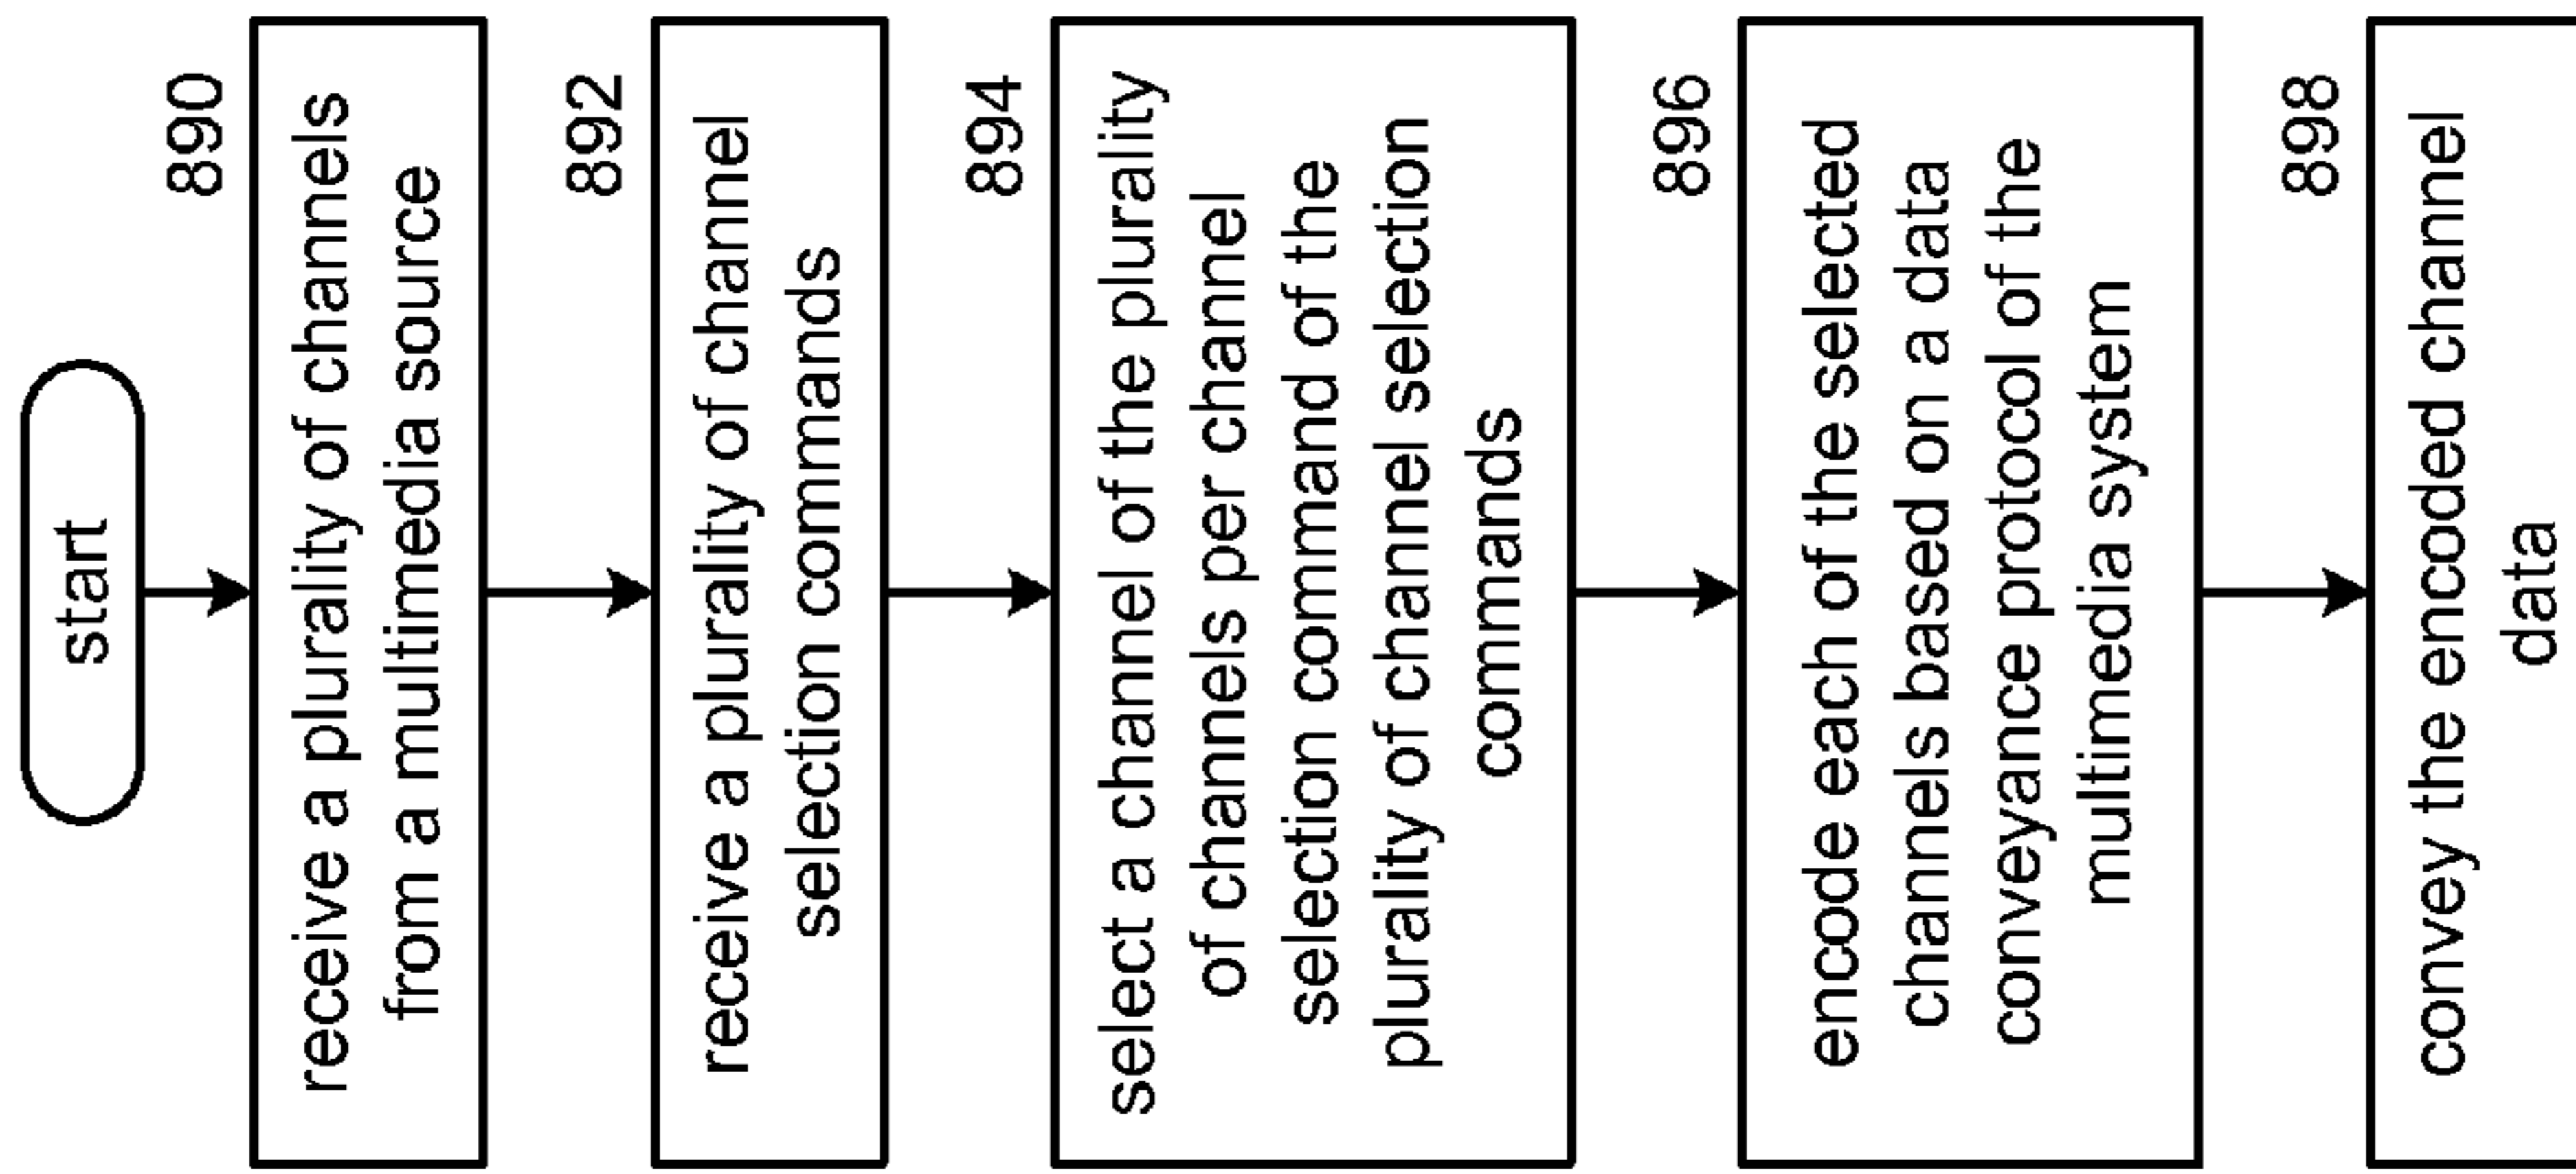 start
890
receive a plurality of channels
from a multimedia source
892
receive a plurality of channel
selection commands
894
select a channel of the plurality
of channels per channel
selection command of the
plurality of channel selection
commands
896
encode each of the selected
channels based on a data
conveyance protocol of the
multimedia system
898
convey the encoded channel
data